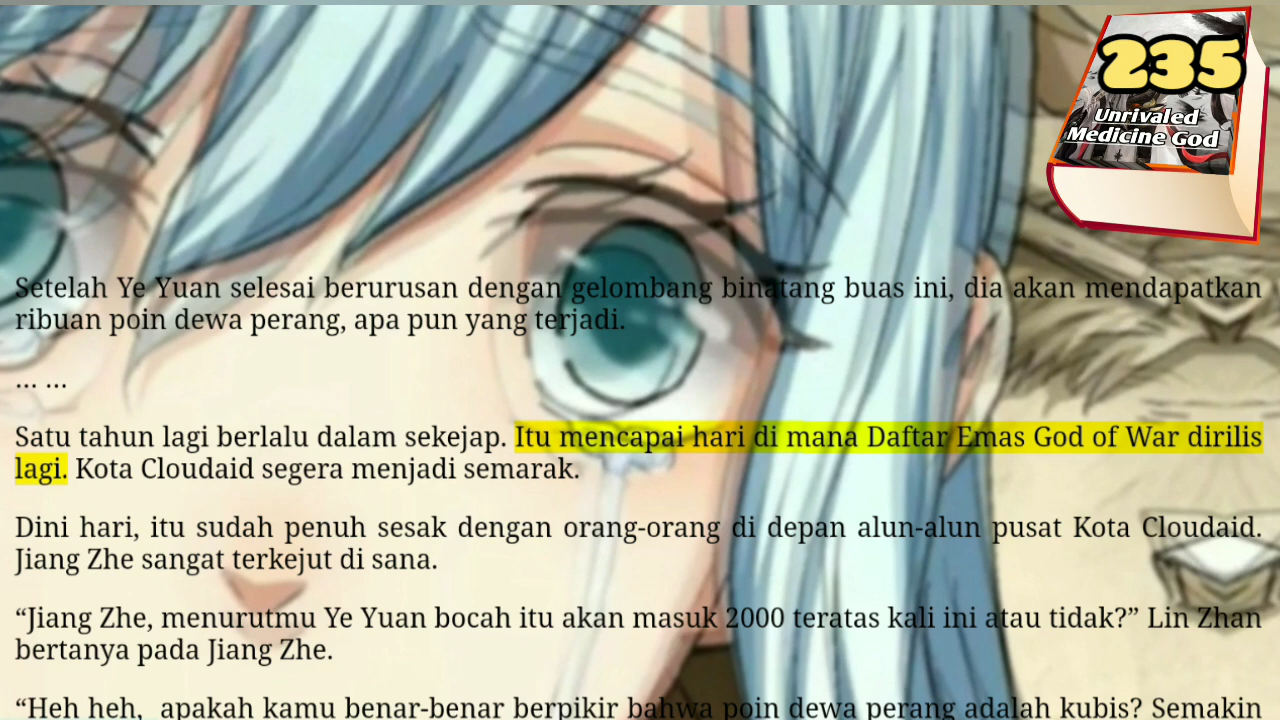 235
Unrivaled
Medicine God
Setelah Ye Yuan selesai berurusan dengan gelombang binatang buas ini, dia akan mendapatkan
ribuan poin dewa perang, apa pun yang terjadi.
... ...
Satu tahun lagi berlalu dalam sekejap. Itu mencapai hari di mana Daftar Emas God of War dirilis
lagi. Kota Cloudaid segera menjadi semarak.
Dini hari, itu sudah penuh sesak dengan orang-orang di depan alun-alun pusat Kota Cloudaid.
Jiang Zhe sangat terkejut di sana.
“Jiang Zhe, menurutmu Ye Yuan bocah itu akan masuk 2000 teratas kali ini atau tidak?” Lin Zhan
bertanya pada Jiang Zhe.
“Heh heh, apakah kamu benar-benar berpikir bahwa poin dewa perang adalah kubis? Semakin